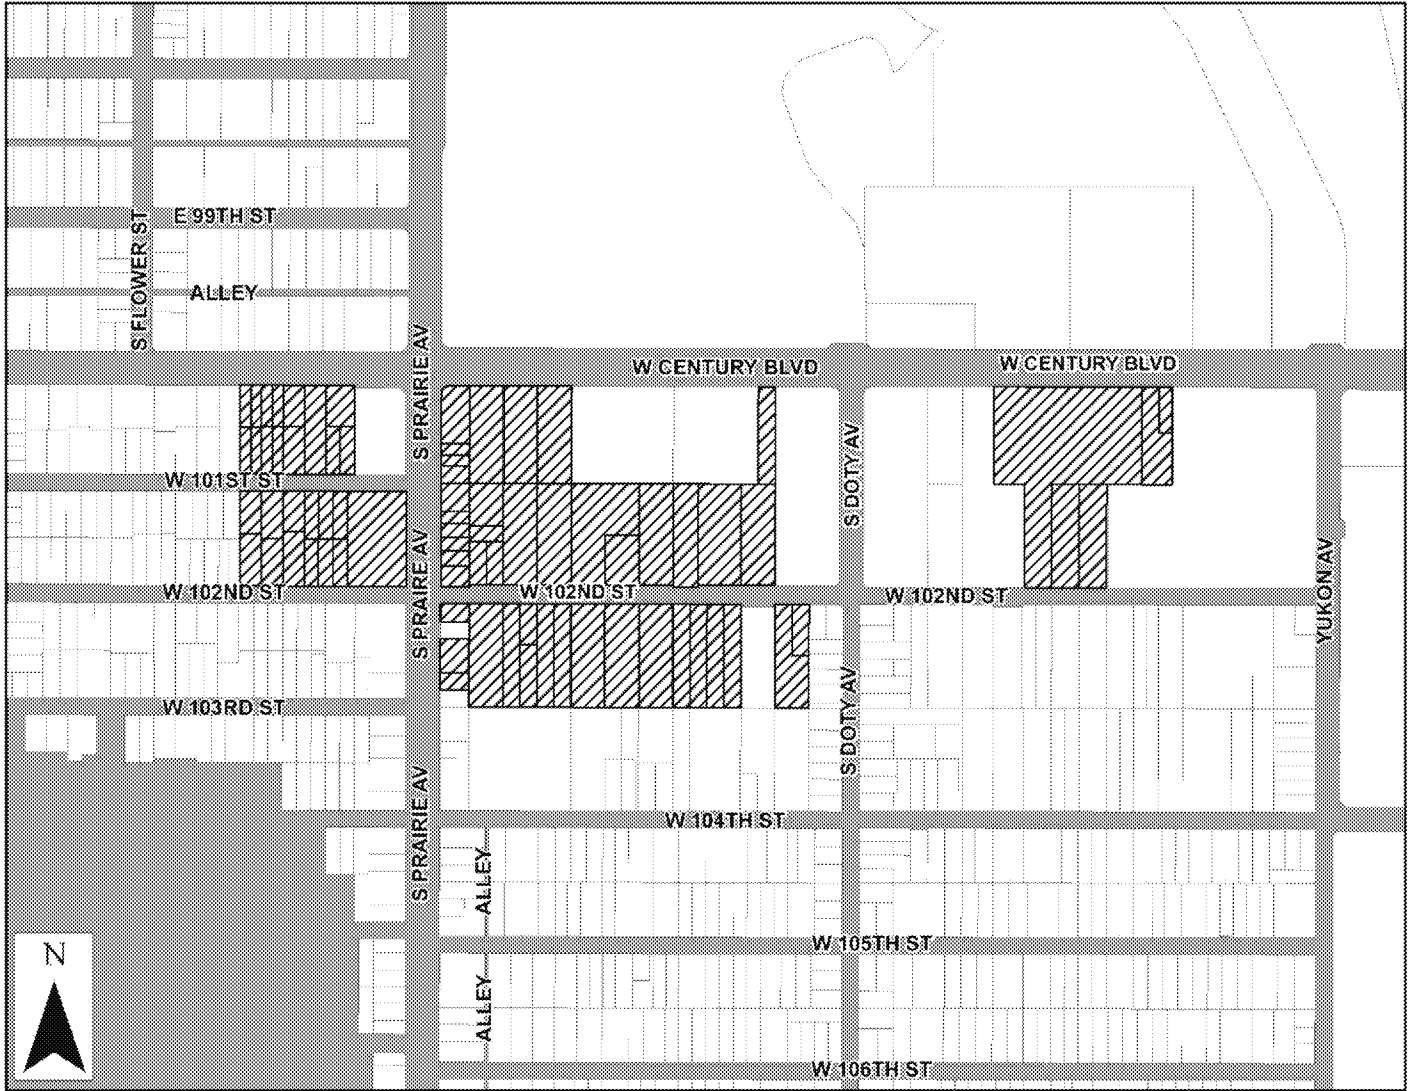 E 99TH ST
S FLOWER ST
ALLEY
S PRAIRIE AV
W CENTURY BLVD
W CENTURY BLVD
W 101ST ST
S DOTY AV
W 102ND ST
S PRAIRE AV
W 102ND ST
W 102ND ST
YUKON AV
W 103RD ST
S DOTY AV
S PRAIRIE AV
W 104TH ST
ALLEY
N
W 105TH ST
ALLEY
W 106TH ST